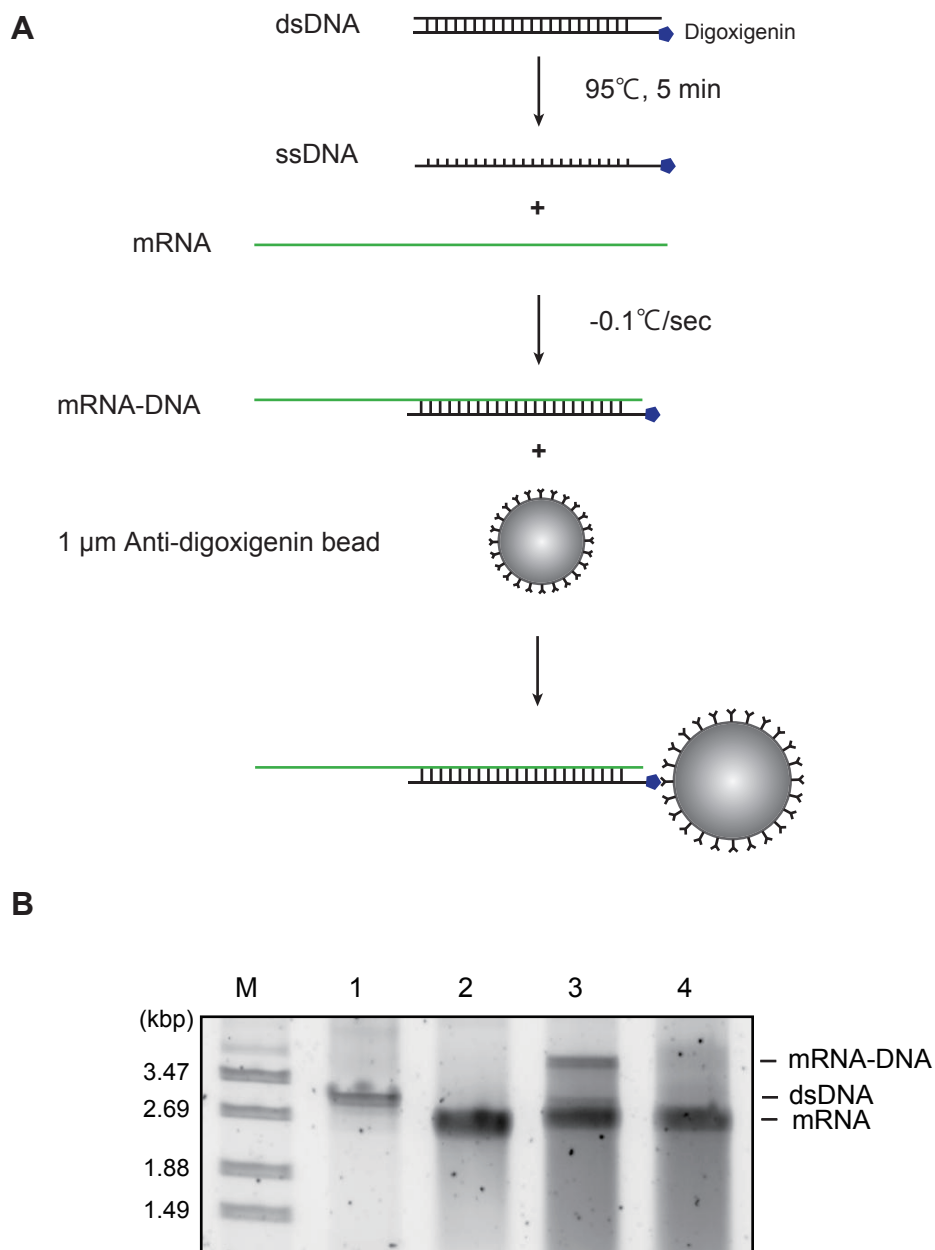 A
dsDNA
Digoxigenin
95℃, 5 min
ssDNA
+
mRNA
-0.1℃/sec
mRNA-DNA
+
1 µm Anti-digoxigenin bead
B
M 1 2 3 4
(kbp)
3.47
2.69
1.88
1.49
mRNA-DNA
dsDNA
mRNA